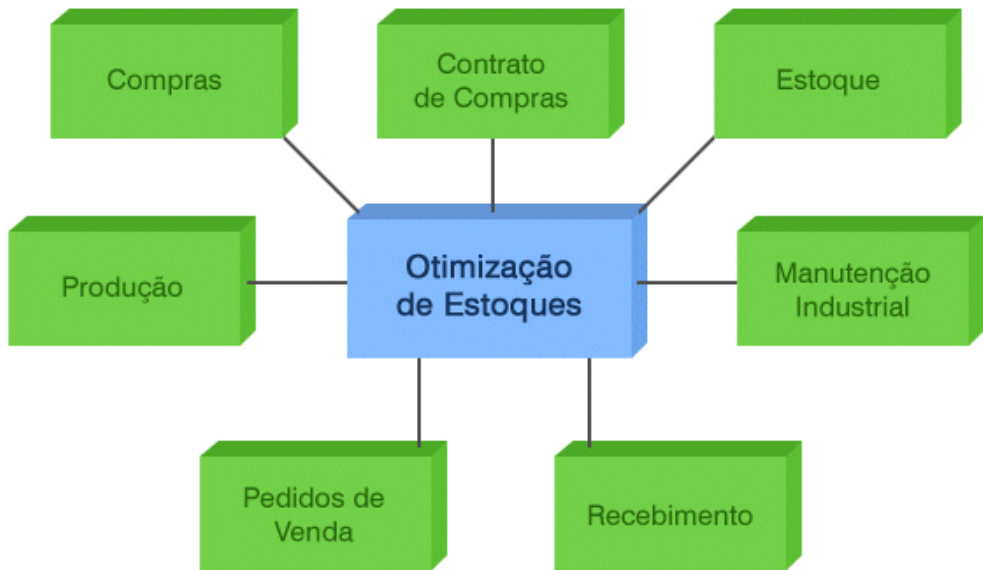 Compras
Contrato
de Compras
Estoque
Produção
Otimização
de Estoques
Manutenção
Industrial
Pedidos de
Venda
Recebimento